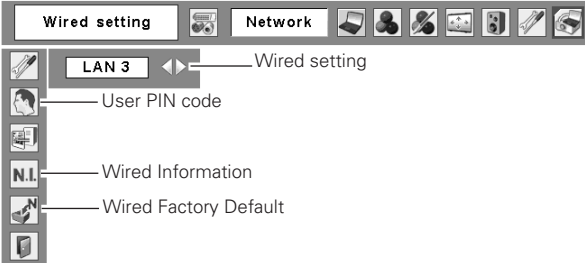 Wired setting
Network
LAN 3
Wired setting
User PIN code
N.I.
Wired Information
N
Wired Factory Default